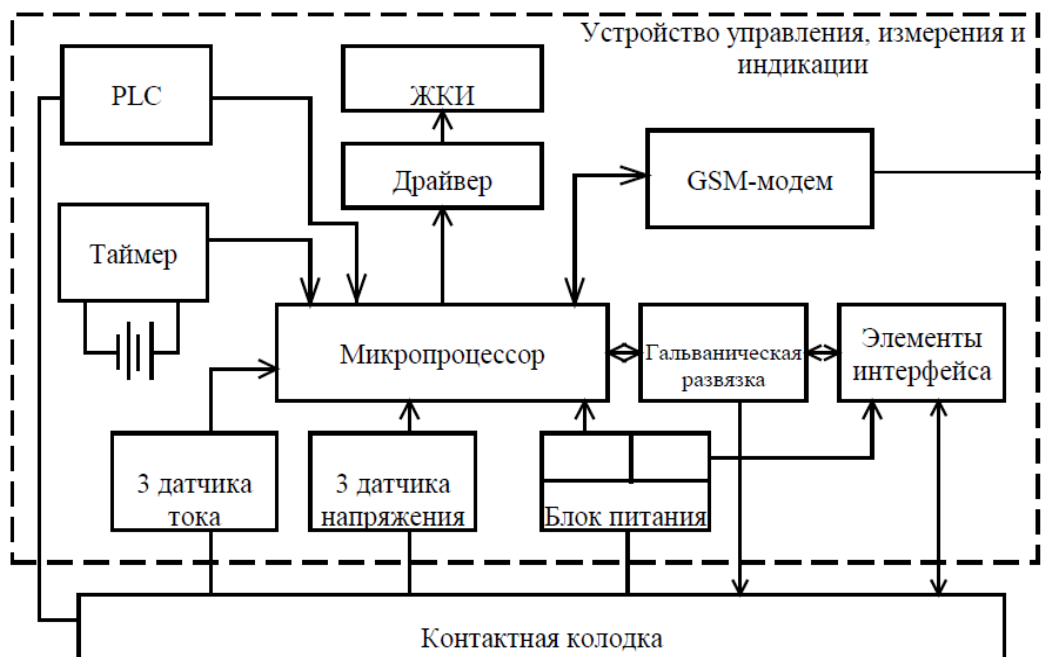 Устройство управления, измерения и
индикации
PLC
ЖКИ
Драйвер
GSM-модем
Таймер
Микропроцессор
Гальваническая
развязка
Элементы
интерфейса
3 датчика
тока
3 датчика
напряжения
Блок питания
Контактная колодка